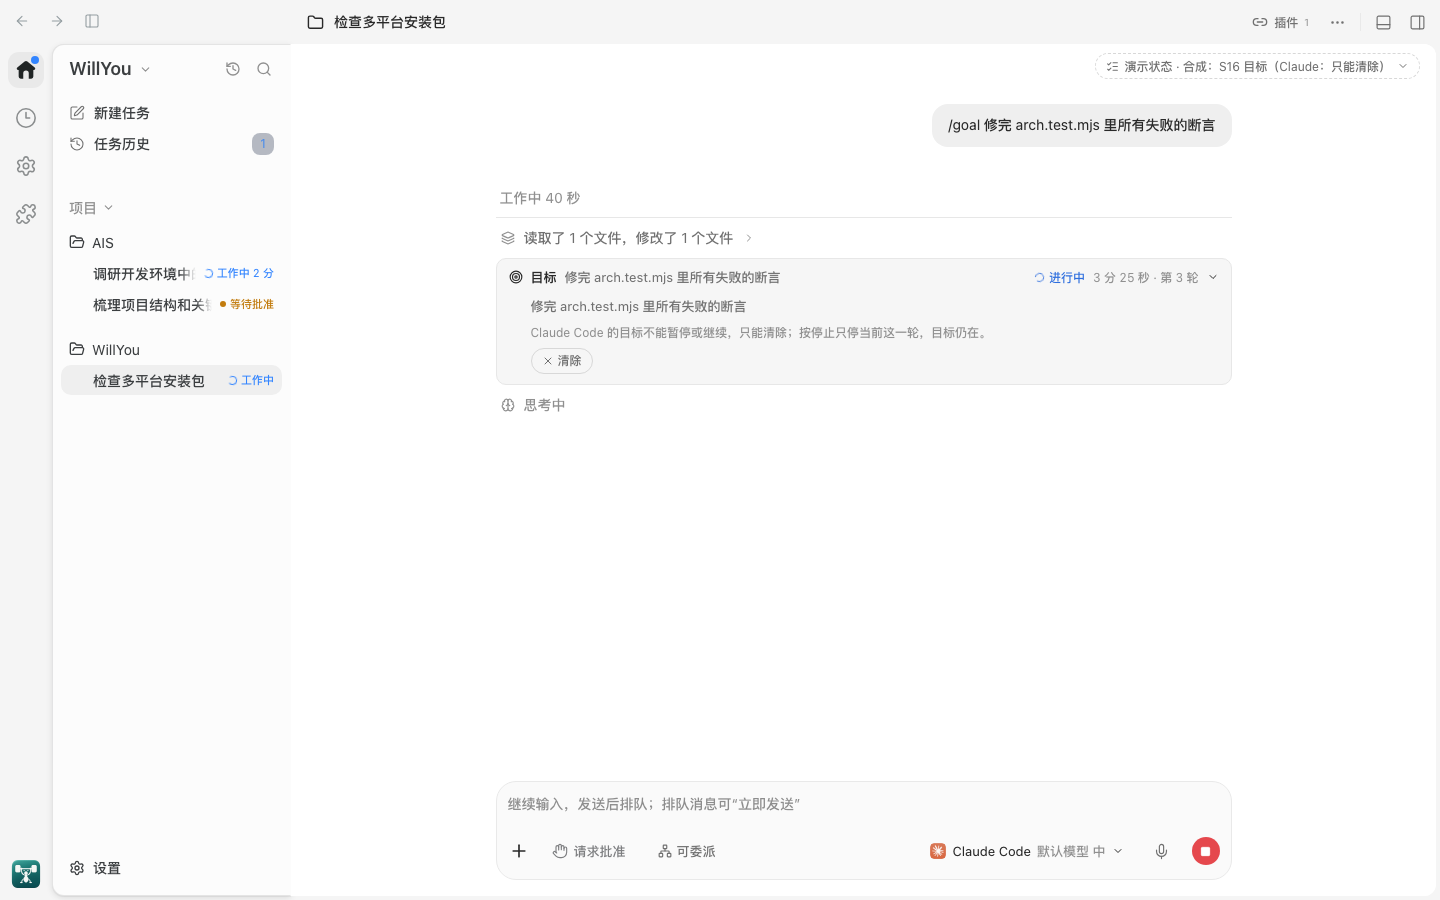 检查多平台安装包
插件 1
WillYou
演示状态 · 合成：S16 目标（Claude：只能清除）
新建任务
任务历史 1
/goal 修完 arch.test.mjs 里所有失败的断言
项目
AIS
调研开发环境中 工作中 2 分
梳理项目结构和关 等待批准
WillYou
检查多平台安装包 工作中
工作中 40 秒
读取了 1 个文件，修改了 1 个文件
目标 修完 arch.test.mjs 里所有失败的断言 进行中 3 分 25 秒 · 第 3 轮
修完 arch.test.mjs 里所有失败的断言
Claude Code 的目标不能暂停或继续，只能清除；按停止只停当前这一轮，目标仍在。
清除
思考中
继续输入，发送后排队；排队消息可“立即发送”
请求批准 可委派 Claude Code 默认模型 中
设置